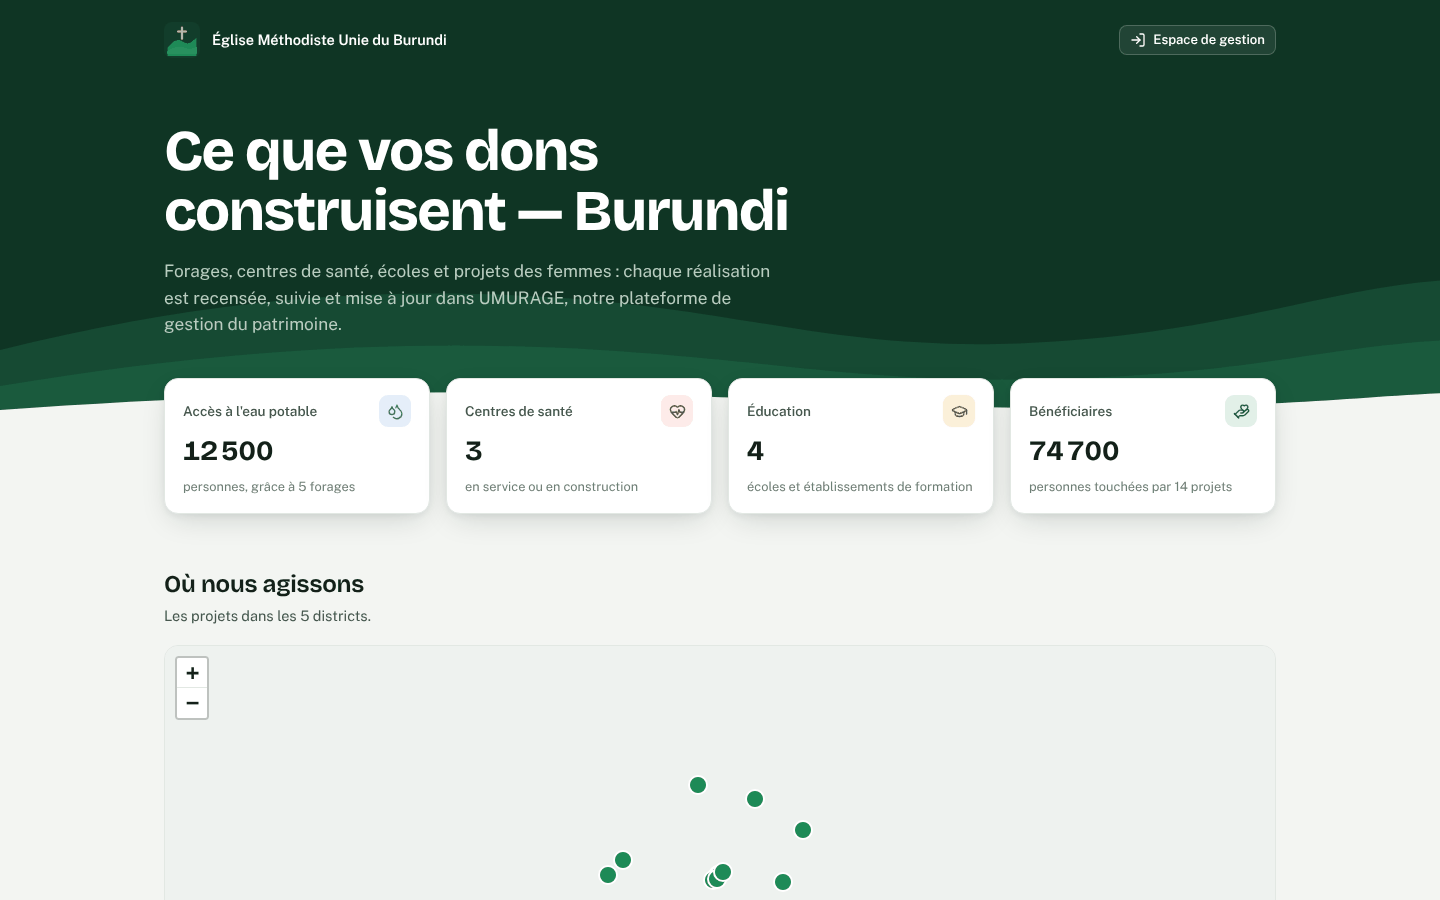 Église Méthodiste Unie du Burundi
Espace de gestion
Ce que vos dons
construisent — Burundi
Forages, centres de santé, écoles et projets des femmes : chaque réalisation
est recensée, suivie et mise à jour dans UMURAGE, notre plateforme de
gestion du patrimoine.
Accès à l'eau potable
12 500
personnes, grâce à 5 forages
Centres de santé
3
en service ou en construction
Éducation
4
écoles et établissements de formation
Bénéficiaires
74 700
personnes touchées par 14 projets
Où nous agissons
Les projets dans les 5 districts.
+
−